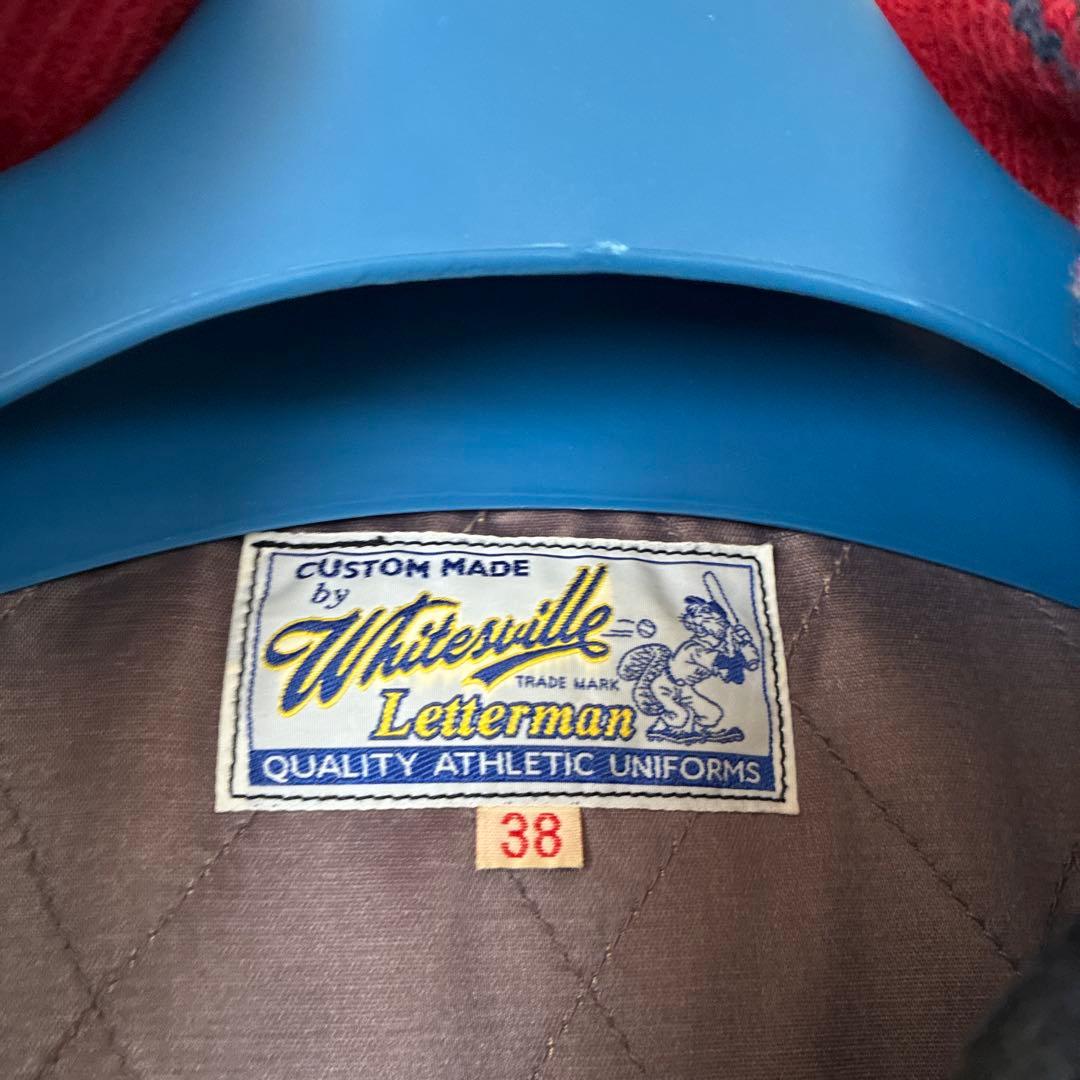 CUSTOM MADE
by
Whitesville
TRADE MARK
Letterman
QUALITY ATHLETIC UNIFORMS
38